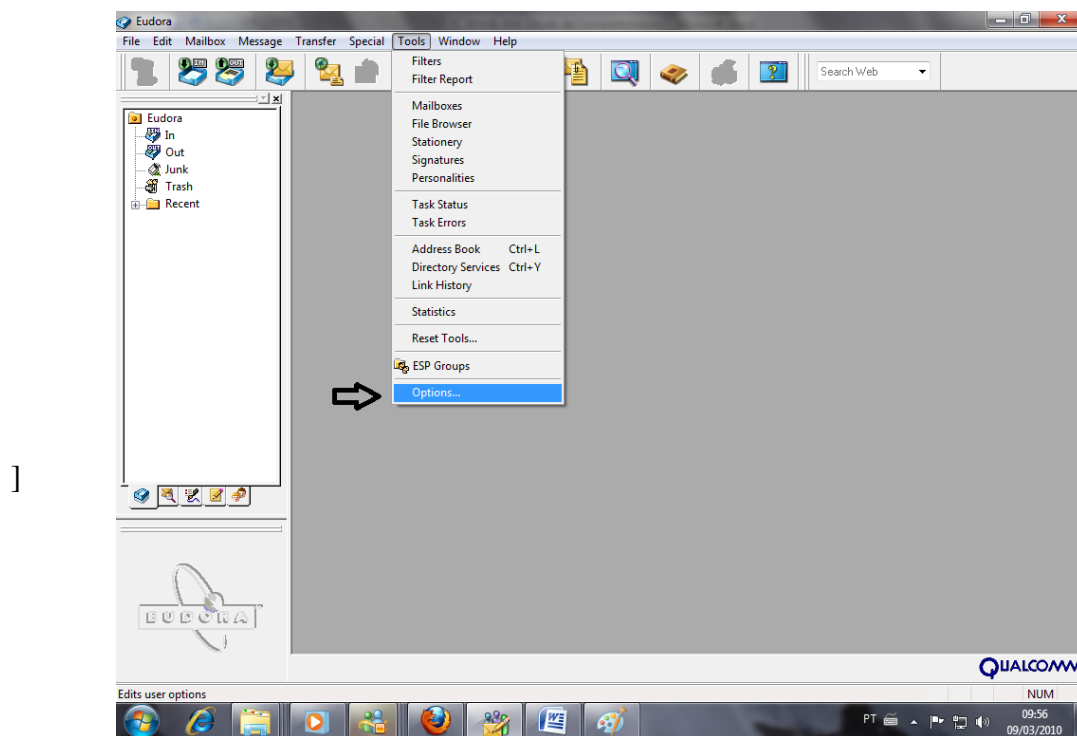 Eudora
File Edit Mailbox Message Transfer Special Tools Window Help
IN OUT
Search Web
Filters
Filter Report
Mailboxes
File Browser
Stationery
Signatures
Personalities
Task Status
Task Errors
Address Book Ctrl+L
Directory Services Ctrl+Y
Link History
Statistics
Reset Tools...
ESP Groups
Options...
Eudora
In
Out
Junk
Trash
Recent
]
EUDORA
QUALCOMM
Edits user options
NUM
PT
09:56
09/03/2010